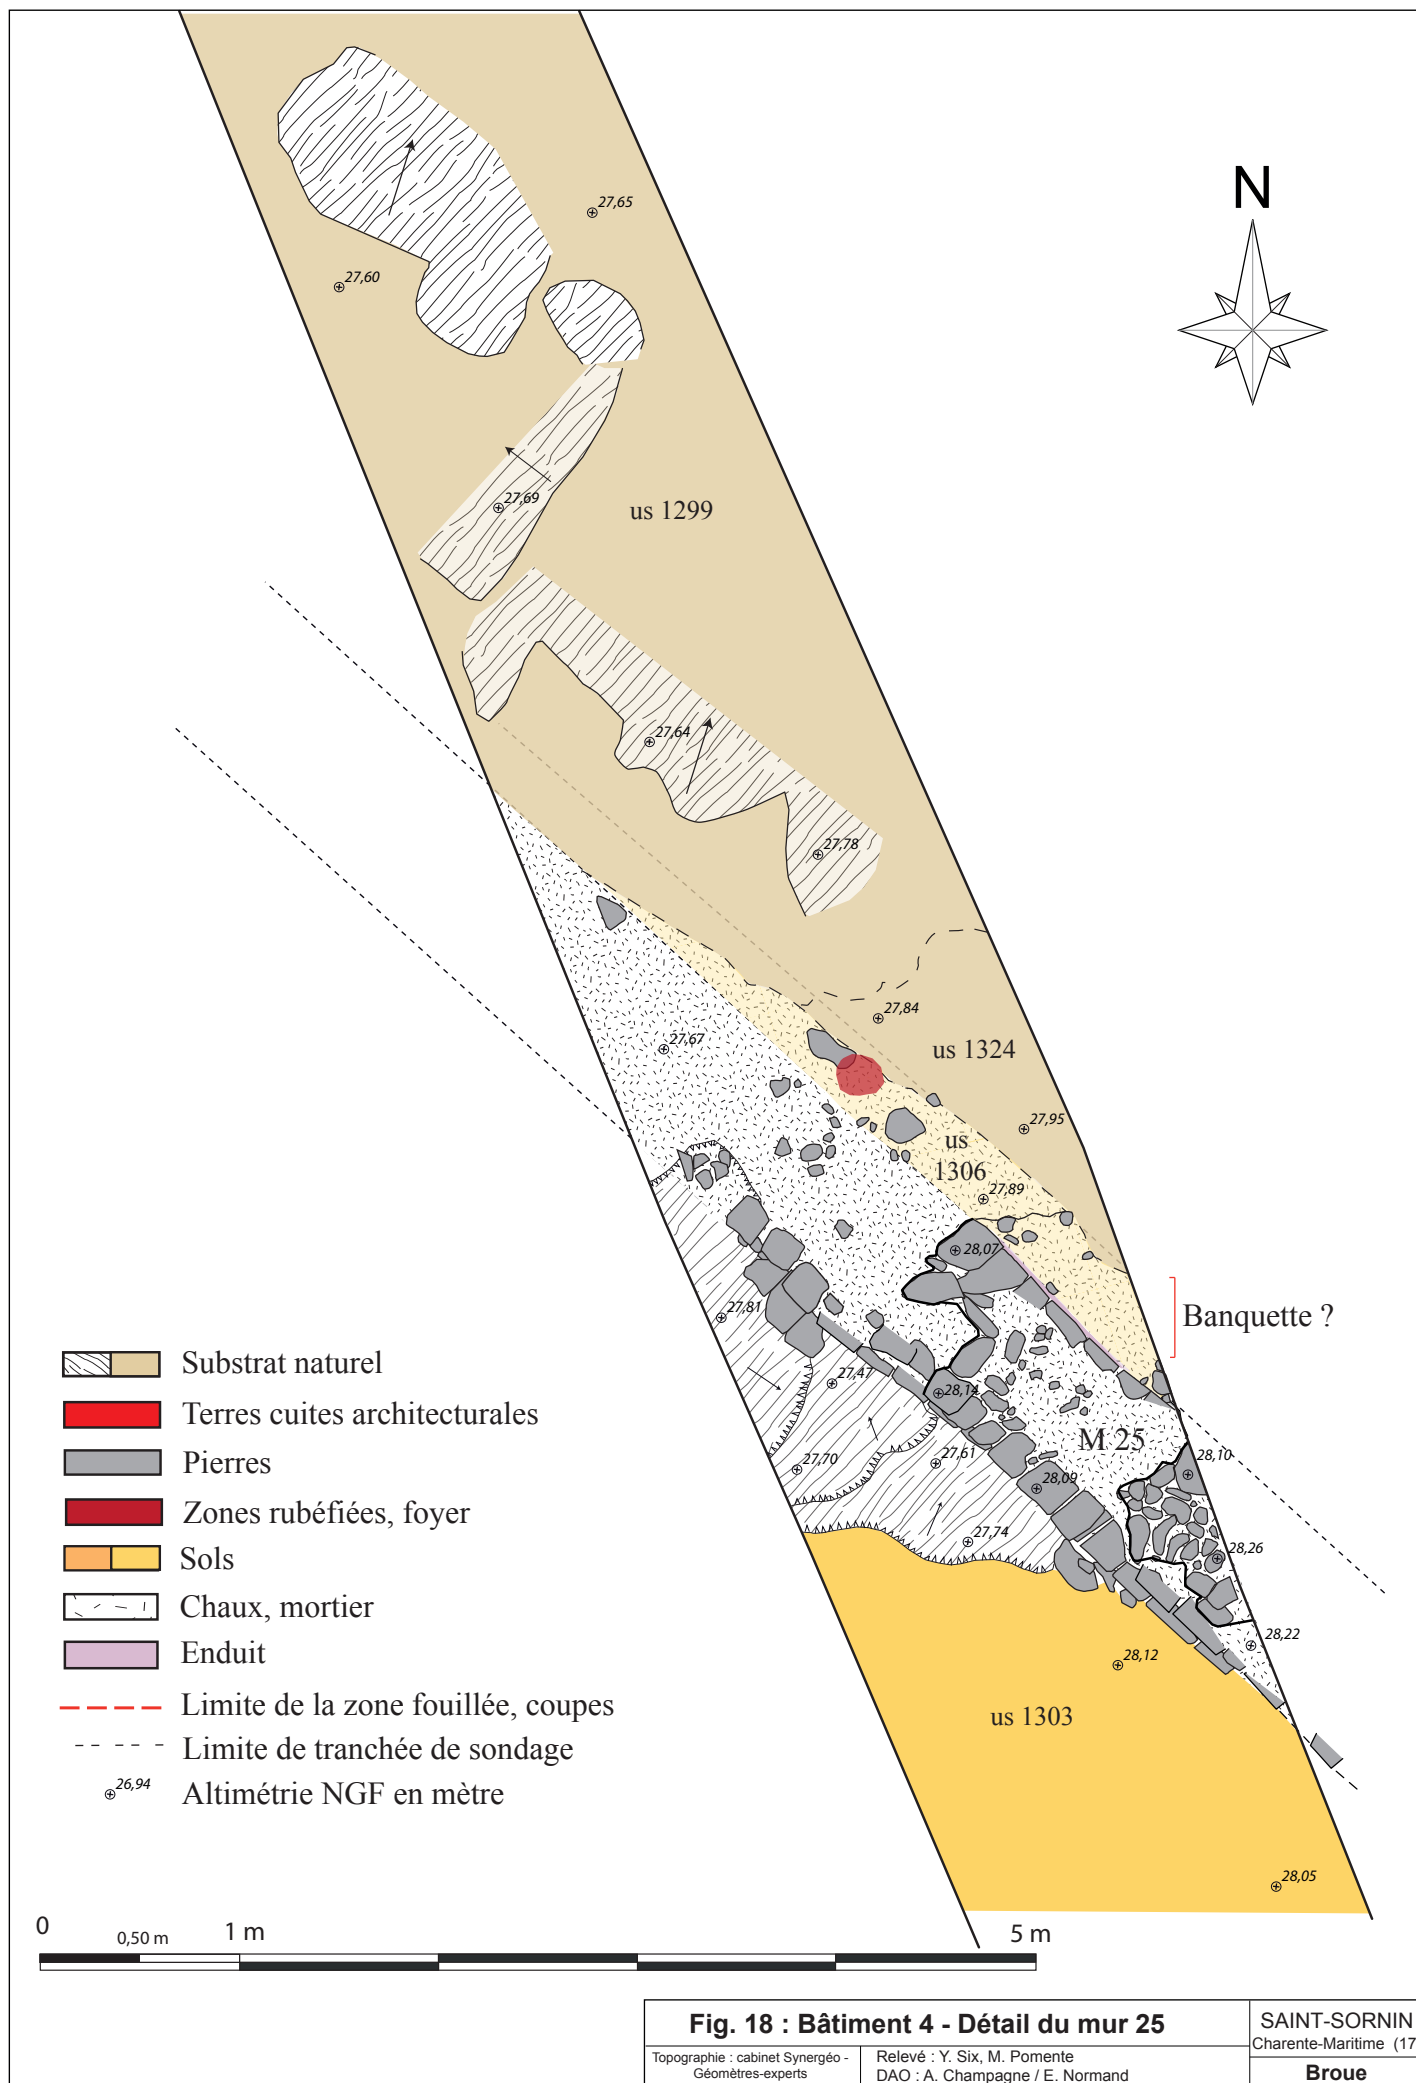 N
27,65
27,60
27,69
us 1299
27,64
27,78
27,84
27,67
us 1324
27,95
us
1306
27,89
28,07
27,81
Banquette ?
27,47
28,14
M 25
28,10
27,70
27,61
28,09
27,74
28,26
28,22
28,12
us 1303
28,05
Substrat naturel
Terres cuites architecturales
Pierres
Zones rubéfiées, foyer
Sols
Chaux, mortier
Enduit
Limite de la zone fouillée, coupes
Limite de tranchée de sondage
26,94 Altimétrie NGF en mètre
0 0,50 m 1 m 5 m
Fig. 18 : Bâtiment 4 - Détail du mur 25
Topographie : cabinet Synergéo -
Géomètres-experts
Relevé : Y. Six, M. Pomente
DAO : A. Champagne / E. Normand
SAINT-SORNIN
Charente-Maritime (17
Broue